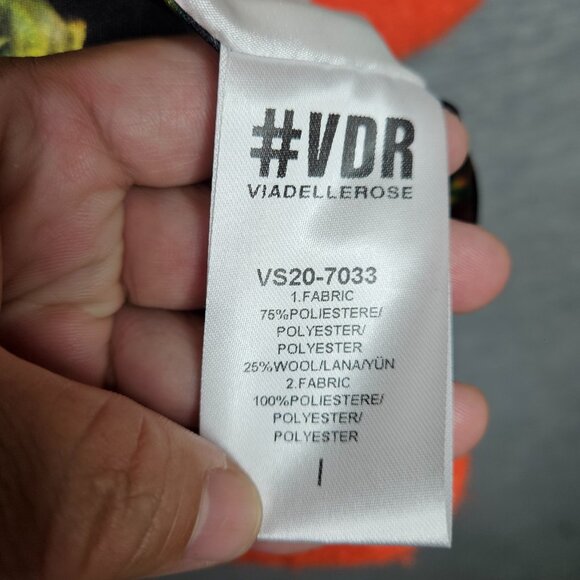 #VDR
VIADELLEROSE
VS20-7033
1.FABRIC
75%POLIESTERE/
POLYESTER/
POLYESTER
25%WOOL/LANA/YÜN
2.FABRIC
100%POLIESTERE/
POLYESTER/
POLYESTER
I